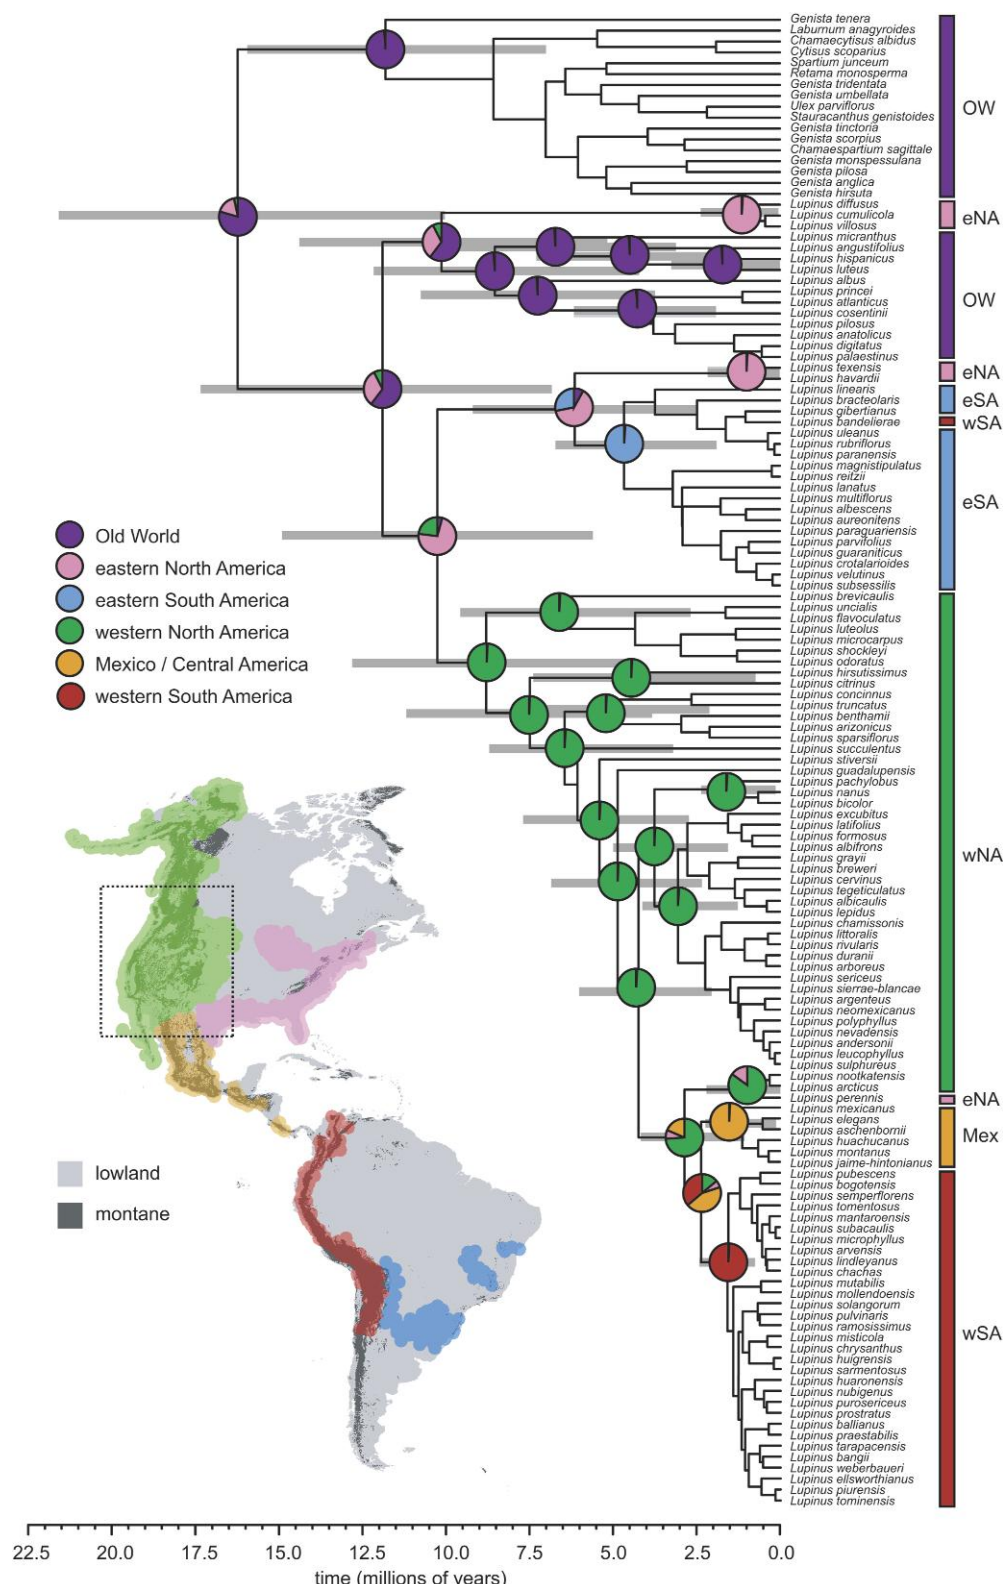 Genista tenera
Laburnum anagyroides
Chamaecytisus albidus
Cytisus scoparius
Spartium junceum
Retama monosperma
Genista tridentata
Genista umbellata
Ulex parviflorus
Stauracanthus genistoides
OW
Genista tinctoria
Genista scorpius
Chamaespartium sagittale
Genista monspessulana
Genista pilosa
Genista anglica
Genista hirsuta
Lupinus diffusus
Lupinus cumulicola
eNA
Lupinus villosus
Lupinus micranthus
Lupinus angustifolius
Lupinus hispanicus
Lupinus luteus
Lupinus albus
Lupinus princei
OW
Lupinus atlanticus
Lupinus cosentinii
Lupinus pilosus
Lupinus anatolicus
Lupinus digitatus
Lupinus palaestinus
Lupinus texensis
eNA
Lupinus havardii
Lupinus linearis
Lupinus bracteolaris
eSA
Lupinus gibertianus
Lupinus bandelierae
wSA
Lupinus uleanus
Lupinus rubriflorus
Lupinus paranensis
Lupinus magnistipulatus
Lupinus reitzii
Lupinus lanatus
Lupinus multiflorus
eSA
Lupinus albescens
Lupinus aureonitens
Lupinus paraguariensis
Lupinus parvifolius
Lupinus guaraniticus
Lupinus crotalarioides
Lupinus velutinus
Lupinus subsessilis
Old World
eastern North America
eastern South America
western North America
Mexico / Central America
western South America
Lupinus brevicaulis
Lupinus uncialis
Lupinus flavoculatus
Lupinus luteolus
Lupinus microcarpus
Lupinus shockleyi
Lupinus odoratus
Lupinus hirsutissimus
Lupinus citrinus
Lupinus concinnus
Lupinus truncatus
Lupinus benthamii
Lupinus arizonicus
Lupinus sparsiflorus
Lupinus succulentus
Lupinus stiversii
Lupinus guadalupensis
Lupinus pachylobus
Lupinus nanus
Lupinus bicolor
Lupinus excubitus
Lupinus latifolius
Lupinus formosus
Lupinus albifrons
Lupinus grayii
wNA
Lupinus breweri
Lupinus cervinus
Lupinus tegeticulatus
Lupinus albicaulis
Lupinus lepidus
Lupinus chamissonis
Lupinus littoralis
Lupinus rivularis
Lupinus duranii
Lupinus arboreus
Lupinus sericeus
Lupinus sierrae-blancae
Lupinus argenteus
Lupinus neomexicanus
Lupinus polyphyllus
Lupinus nevadensis
Lupinus andersonii
Lupinus leucophyllus
Lupinus sulphureus
Lupinus nootkatensis
Lupinus arcticus
Lupinus perennis
eNA
Lupinus mexicanus
Lupinus elegans
Lupinus aschenbornii
Mex
Lupinus huachucanus
Lupinus montanus
Lupinus jaime-hintonianus
lowland
montane
Lupinus pubescens
Lupinus bogotensis
Lupinus semperflorens
Lupinus tomentosus
Lupinus mantaroensis
Lupinus subacaulis
Lupinus microphyllus
Lupinus arvensis
Lupinus lindleyanus
Lupinus chachas
Lupinus mutabilis
Lupinus mollendoensis
Lupinus solangorum
Lupinus pulvinaris
Lupinus ramosissimus
wSA
Lupinus misticola
Lupinus chrysanthus
Lupinus huigrensis
Lupinus sarmentosus
Lupinus huaronensis
Lupinus nubigenus
Lupinus purosericeus
Lupinus prostratus
Lupinus ballianus
Lupinus praestabilis
Lupinus tarapacensis
Lupinus bangii
Lupinus weberbaueri
Lupinus ellsworthianus
Lupinus piurensis
Lupinus tominensis
22.5 20.0 17.5 12.5 10.0 7.5 5.0 2.5 0.0
time (millions of years)